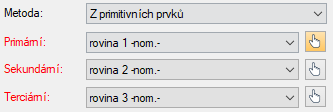 Metoda: Z primitivních prvků
Primární: rovina 1 -nom.-
Sekundární: rovina 2 -nom.-
Terciární: rovina 3 -nom.-